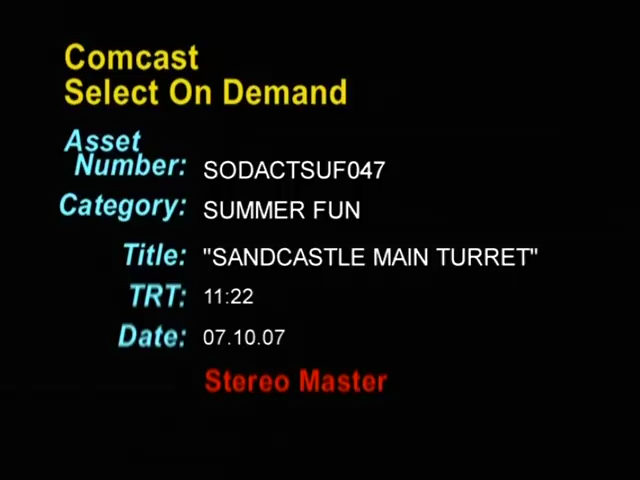 Comcast
Select On Demand
Asset
Number: SODACTSUF047
Category: SUMMER FUN
Title: "SANDCASTLE MAIN TURRET"
TRT: 11:22
Date: 07.10.07
Stereo Master